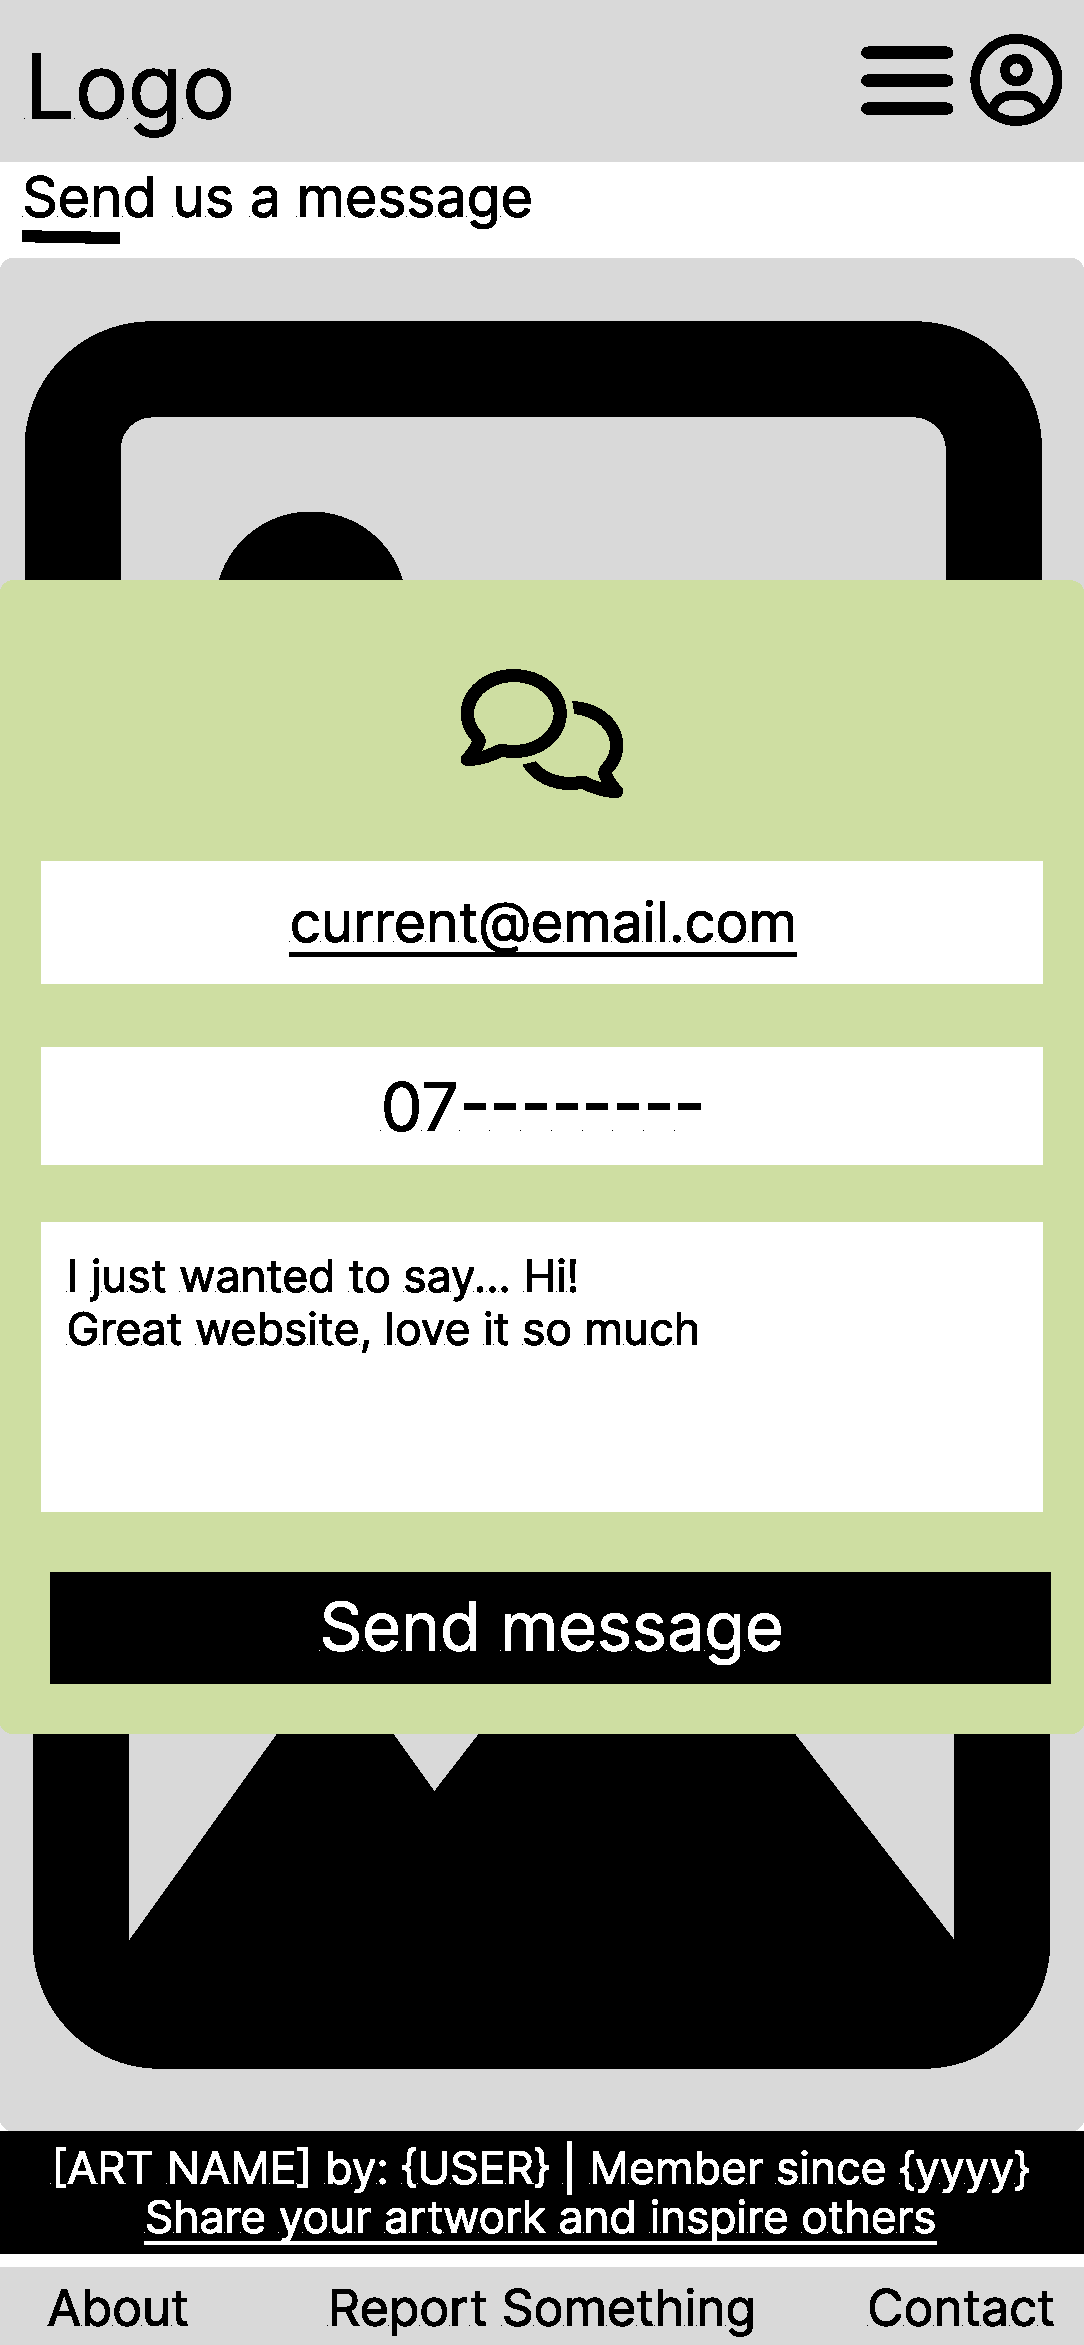 Logo
Send us a message
current@email.com
07--------
I just wanted to say... Hi!
Great website, love it so much
Send message
[ART NAME] by: {USER} | Member since {yyyy}
Share your artwork and inspire others
About Report Something Contact